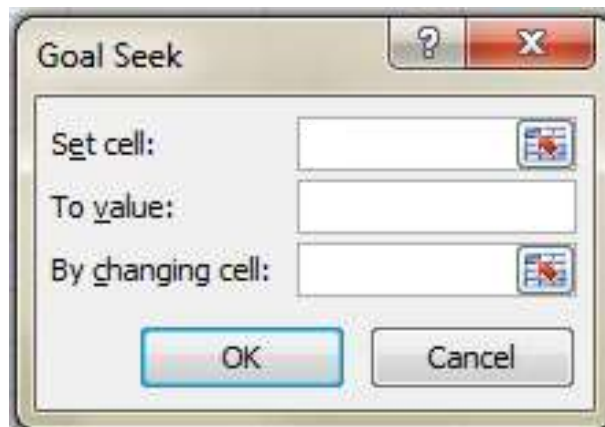 Goal Seek
Set cell:
To value:
By changing cell:
OK Cancel